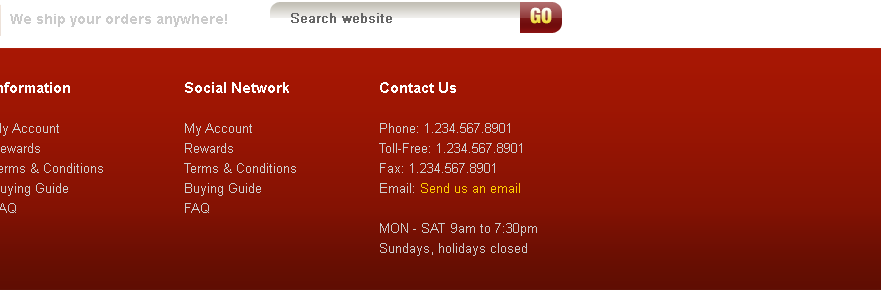 We ship your orders anywhere!
Search website
GO
nformation
y Account
ewards
erms & Conditions
uying Guide
AQ
Social Network
My Account
Rewards
Terms & Conditions
Buying Guide
FAQ
Contact Us
Phone: 1.234.567.8901
Toll-Free: 1.234.567.8901
Fax: 1.234.567.8901
Email: Send us an email
MON - SAT 9am to 7:30pm
Sundays, holidays closed